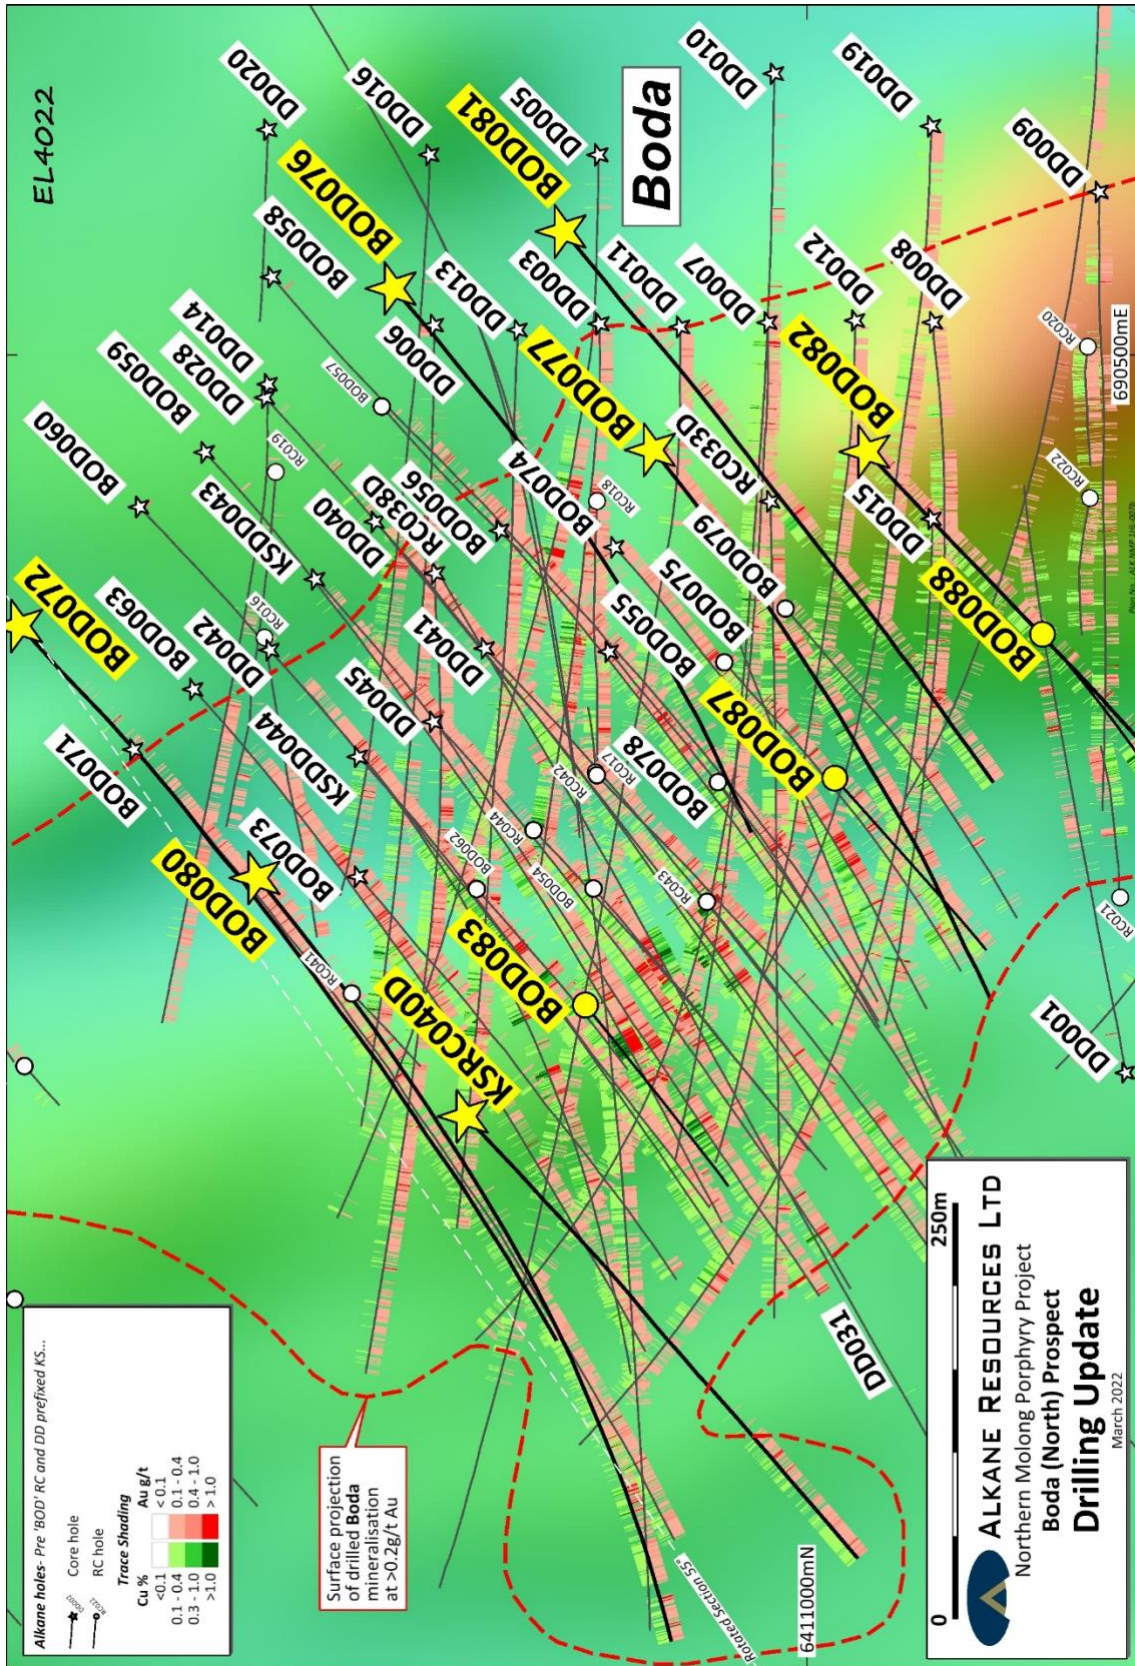 EL4022
DD020
DD016
DD005
DD010
DD019
DD009
BOD081
BOD076
Boda
BOD058
DD013
DD003
DD011
DD007
DD012
DD008
DD014
DD028
BOD059
BOD060
BOD057
DD006
BOD077
BOD082
RC020
690500mE
RC019
KSDD043
DD040
RC038D
BOD056
BOD074
RC018
RC033D
DD015
RC022
BOD072
BOD063
RC016
DD042
DD041
BOD055
BOD075
BOD079
BOD088
BOD071
KSDD044
DD045
RC042
RC017
BOD078
BOD087
BOD080
BOD073
BOD062
RC044
BOD054
RC043
RC021
RC041
BOD083
KSRC040D
DD001
DD031
Alkane holes- Pre 'BOD' RC and DD prefixed KS...
DD002
Core hole
RC022
RC hole
Trace Shading
Cu %
Au g/t
<0.1
< 0.1
0.1 - 0.4
0.1 - 0.4
0.3 - 1.0
0.4 - 1.0
>1.0
> 1.0
Surface projection
of drilled Boda
mineralisation
at >0.2g/t Au
Rotated Section 55°
6411000mN
0
250m
ALKANE RESOURCES LTD
Northern Molong Porphyry Project
Boda (North) Prospect
Drilling Update
March 2022